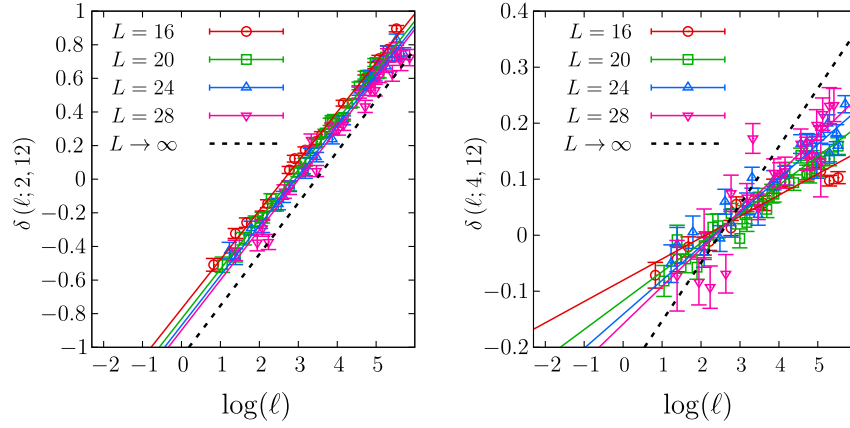 δ (ℓ; 2, 12)
1
0.8
0.6
0.4
0.2
0
−0.2
−0.4
−0.6
−0.8
−1
−2 −1 0 1 2 3 4 5
log(ℓ)
L = 16
L = 20
L = 24
L = 28
L → ∞
δ (ℓ; 4, 12)
0.4
0.3
0.2
0.1
0
−0.1
−0.2
−2 −1 0 1 2 3 4 5
log(ℓ)
L = 16
L = 20
L = 24
L = 28
L → ∞